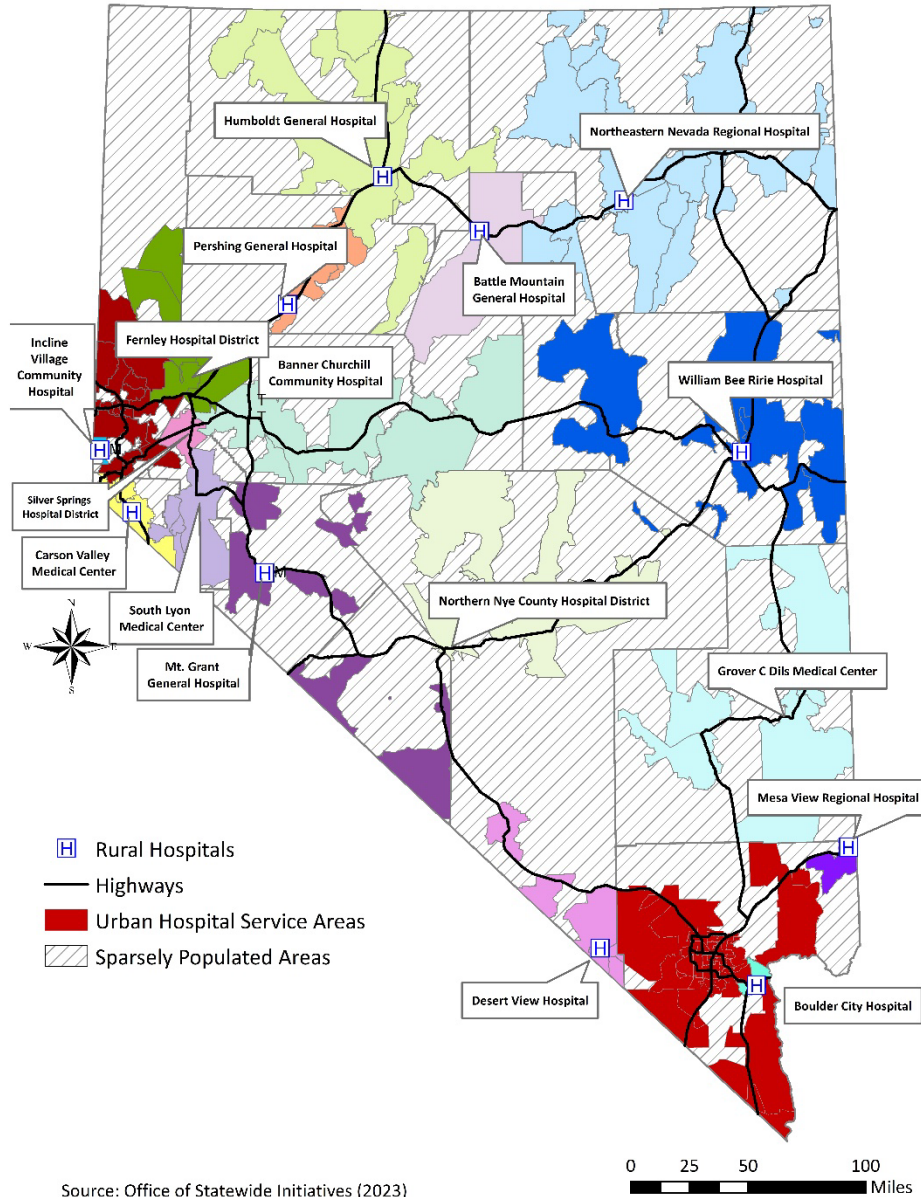 Humboldt General Hospital
Northeastern Nevada Regional Hospital
H
H
Pershing General Hospital
H
Battle Mountain
General Hospital
H
Incline
Village
Community
Hospital
Fernley Hospital District
Banner Churchill
Community Hospital
William Bee Ririe Hospital
T
T
H
M
H
Silver Springs
Hospital District
H
Carson Valley
Medical Center
South Lyon
Medical Center
H
M
Northern Nye County Hospital District
N
W
E
S
Mt. Grant
General Hospital
Grover C Dils Medical Center
Mesa View Regional Hospital
H
H Rural Hospitals
Highways
Urban Hospital Service Areas
Sparsely Populated Areas
H
H
Desert View Hospital
Boulder City Hospital
0 25 50 100
Miles
Source: Office of Statewide Initiatives (2023)